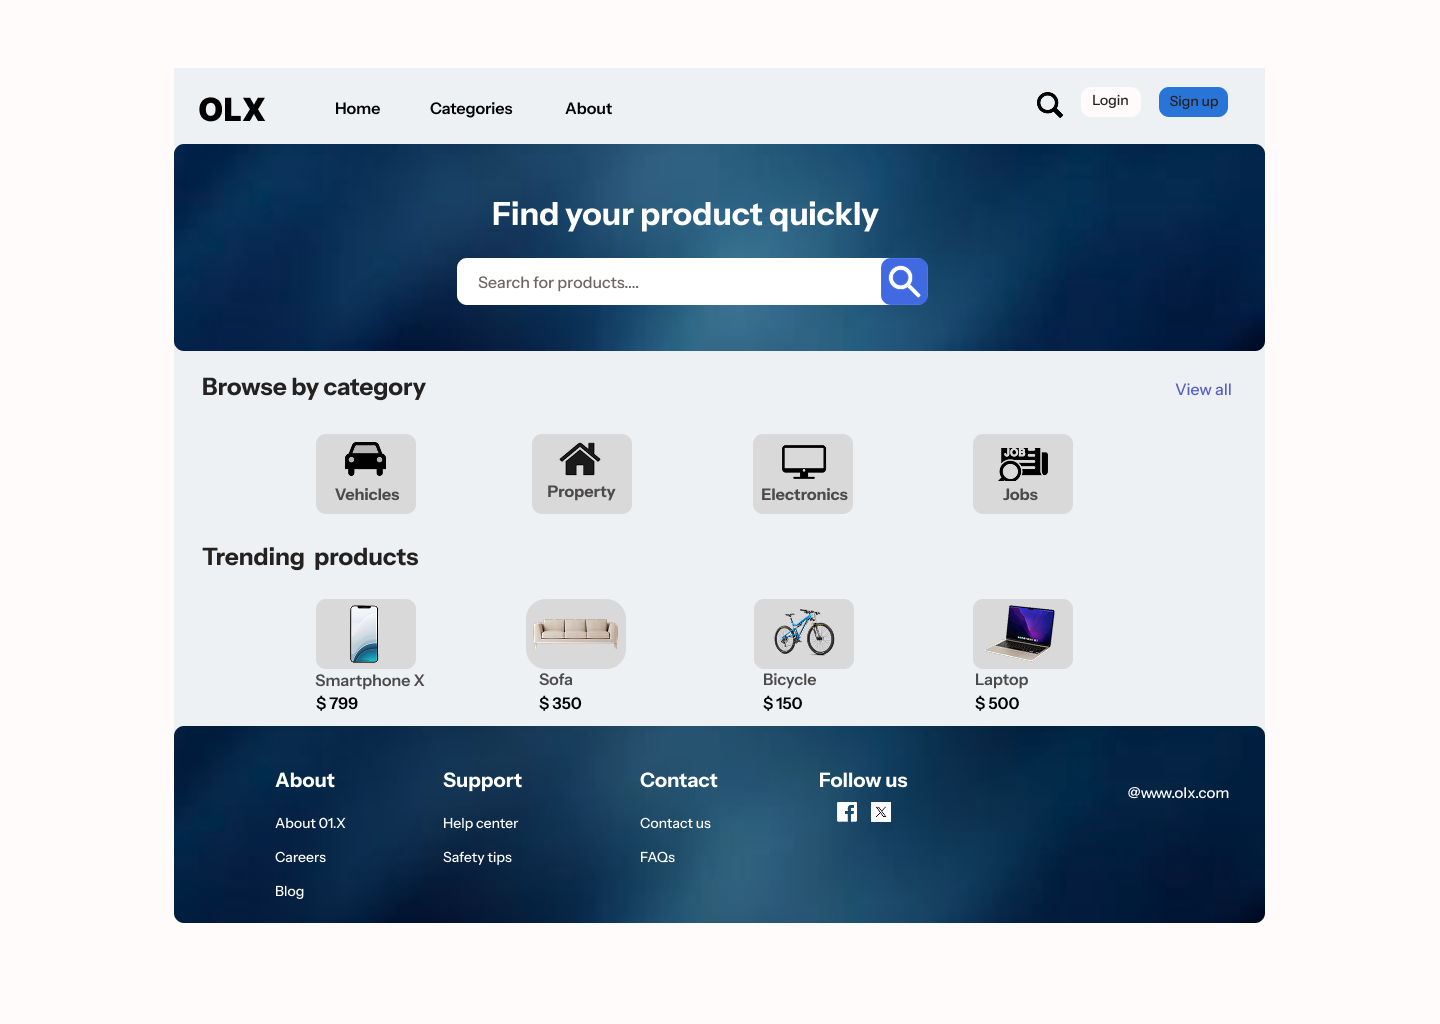 OLX
Home
Categories
About
Login
Sign up
Find your product quickly
Search for products....
Browse by category
View all
Vehicles
Property
Electronics
JOB
Jobs
Trending products
Smartphone X
$ 799
Sofa
$ 350
Bicycle
$ 150
Laptop
$ 500
About
About 01.X
Careers
Blog
Support
Help center
Safety tips
Contact
Contact us
FAQs
Follow us
@www.olx.com